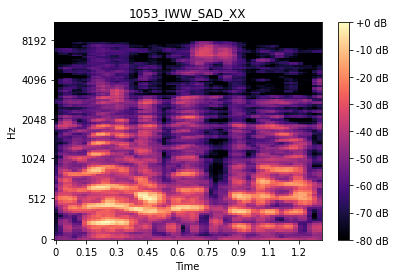 1053_IWW_SAD_XX
Hz
8192
4096
2048
1024
512
0
0
0.15
0.3
0.45
0.6
0.75
0.9
1.1
1.2
Time
+0 dB
-10 dB
-20 dB
-30 dB
-40 dB
-50 dB
-60 dB
-70 dB
-80 dB